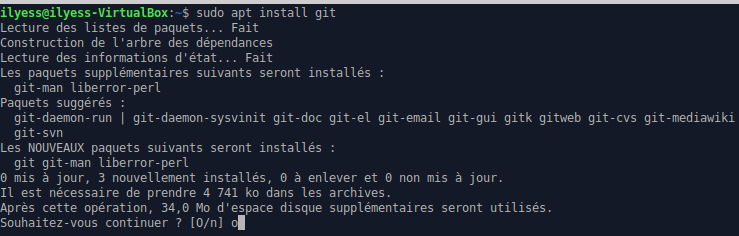 ilyess@ilyess-VirtualBox:~$ sudo apt install git
Lecture des listes de paquets... Fait
Construction de l'arbre des dépendances
Lecture des informations d'état... Fait
Les paquets supplémentaires suivants seront installés :
  git-man liberror-perl
Paquets suggérés :
  git-daemon-run | git-daemon-sysvinit git-doc git-el git-email git-gui gitk gitweb git-cvs git-mediawiki
  git-svn
Les NOUVEAUX paquets suivants seront installés :
  git git-man liberror-perl
0 mis à jour, 3 nouvellement installés, 0 à enlever et 0 non mis à jour.
Il est nécessaire de prendre 4 741 ko dans les archives.
Après cette opération, 34,0 Mo d'espace disque supplémentaires seront utilisés.
Souhaitez-vous continuer ? [O/n] o